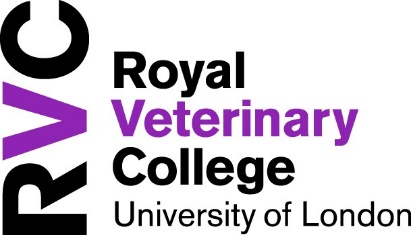 RVC
Royal
Veterinary
College
University of London